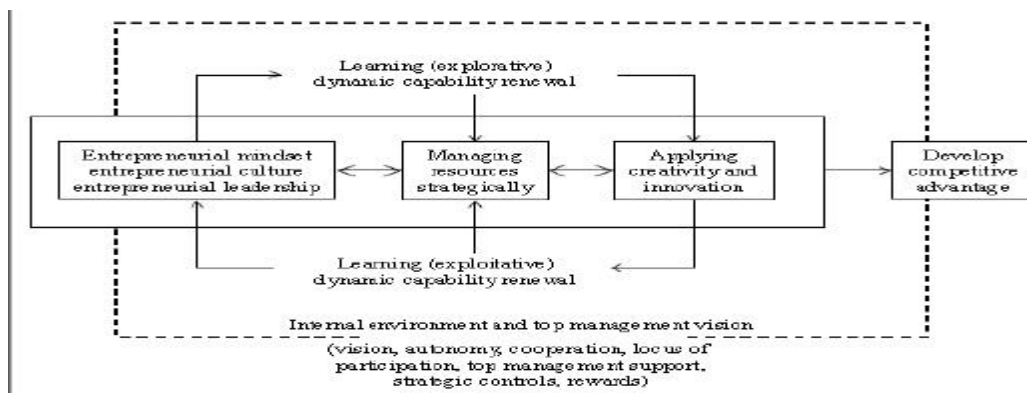 Learning (explorative)
dynamic capability renewal
Entrepreneurial mindset
entrepreneurial culture
entrepreneurial leadership
Managing
resources
strategically
Applying
creativity and
innovation
Develop
competitive
advantage
Learning (exploitative)
dynamic capability renewal
Internal environment and top management vision
(vision, autonomy, cooperation, locus of
participation, top management support,
strategic controls, rewards)